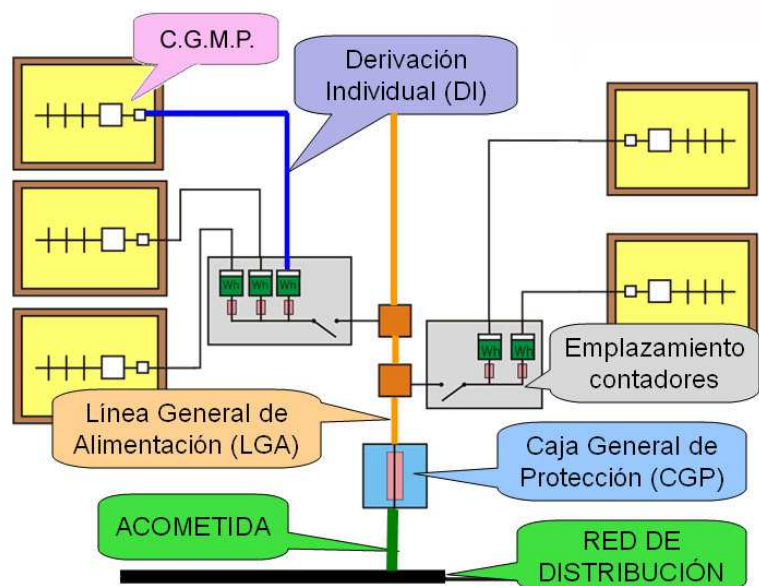 C.G.M.P.
Derivación
Individual (DI)
Wh
Wh
Wh
Wh
Wh
Emplazamiento
contadores
Línea General de
Alimentación (LGA)
Caja General de
Protección (CGP)
ACOMETIDA
RED DE
DISTRIBUCIÓN